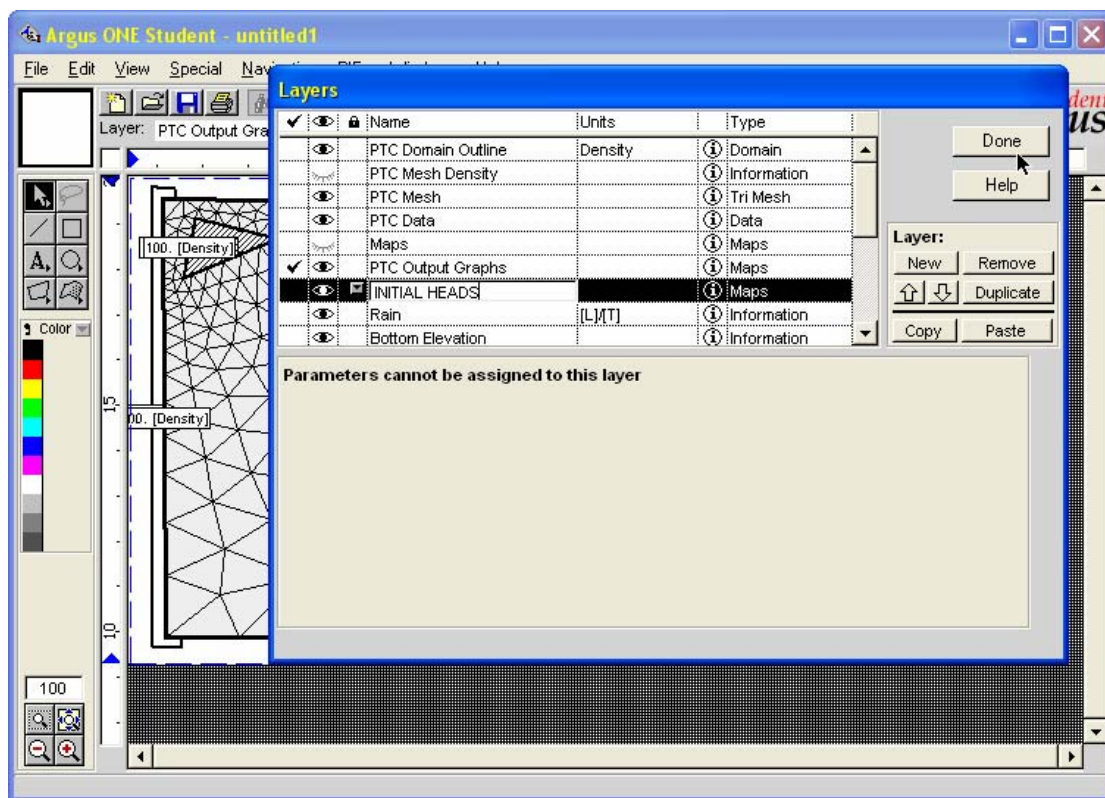 Argus ONE Student - untitled1
File Edit View Special
Layer: PTC Output Gra
Layers
Name Units Type
PTC Domain Outline Density Domain
PTC Mesh Density Information
PTC Mesh Tri Mesh
PTC Data Data
Maps Maps
PTC Output Graphs Maps
INITIAL HEADS Maps
Rain [L]/[T] Information
Bottom Elevation Information
Done
Help
Layer:
New Remove
Duplicate
Copy Paste
Parameters cannot be assigned to this layer
100. [Density]
00. [Density]
A
Color
15
10
100